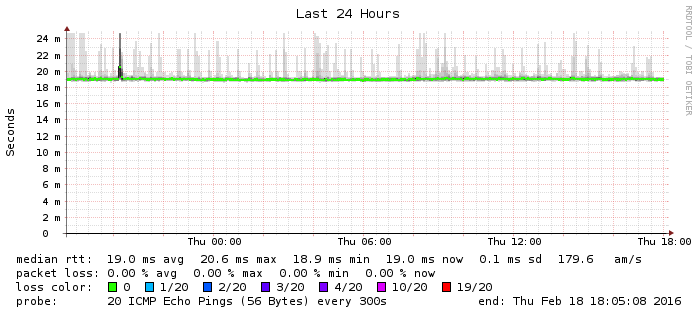 Last 24 Hours
RRDTOOL / TOBI OETIKER
Seconds
24 m
22 m
20 m
18 m
16 m
14 m
12 m
10 m
8 m
6 m
4 m
2 m
0
Thu 00:00 Thu 06:00 Thu 12:00 Thu 18:00
median rtt: 19.0 ms avg 20.6 ms max 18.9 ms min 19.0 ms now 0.1 ms sd 179.6 am/s
packet loss: 0.00 % avg 0.00 % max 0.00 % min 0.00 % now
loss color: 0 1/20 2/20 3/20 4/20 10/20 19/20
probe: 20 ICMP Echo Pings (56 Bytes) every 300s end: Thu Feb 18 18:05:08 2016